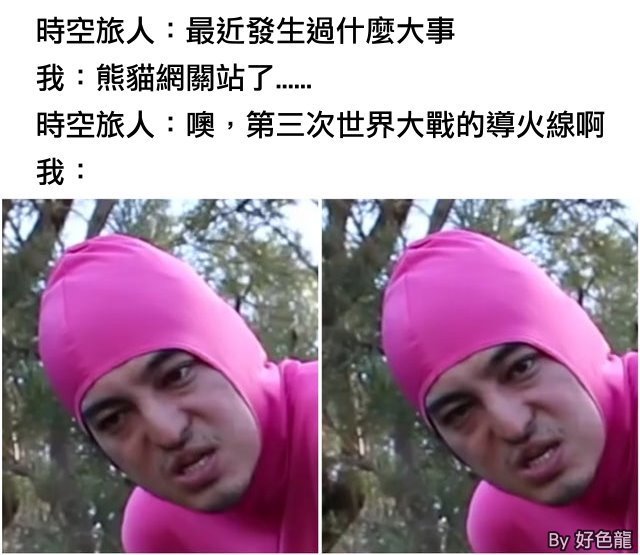 時空旅人：最近發生過什麼大事
我：熊貓網關站了......
時空旅人：噢，第三次世界大戰的導火線啊
我：
By 好色龍